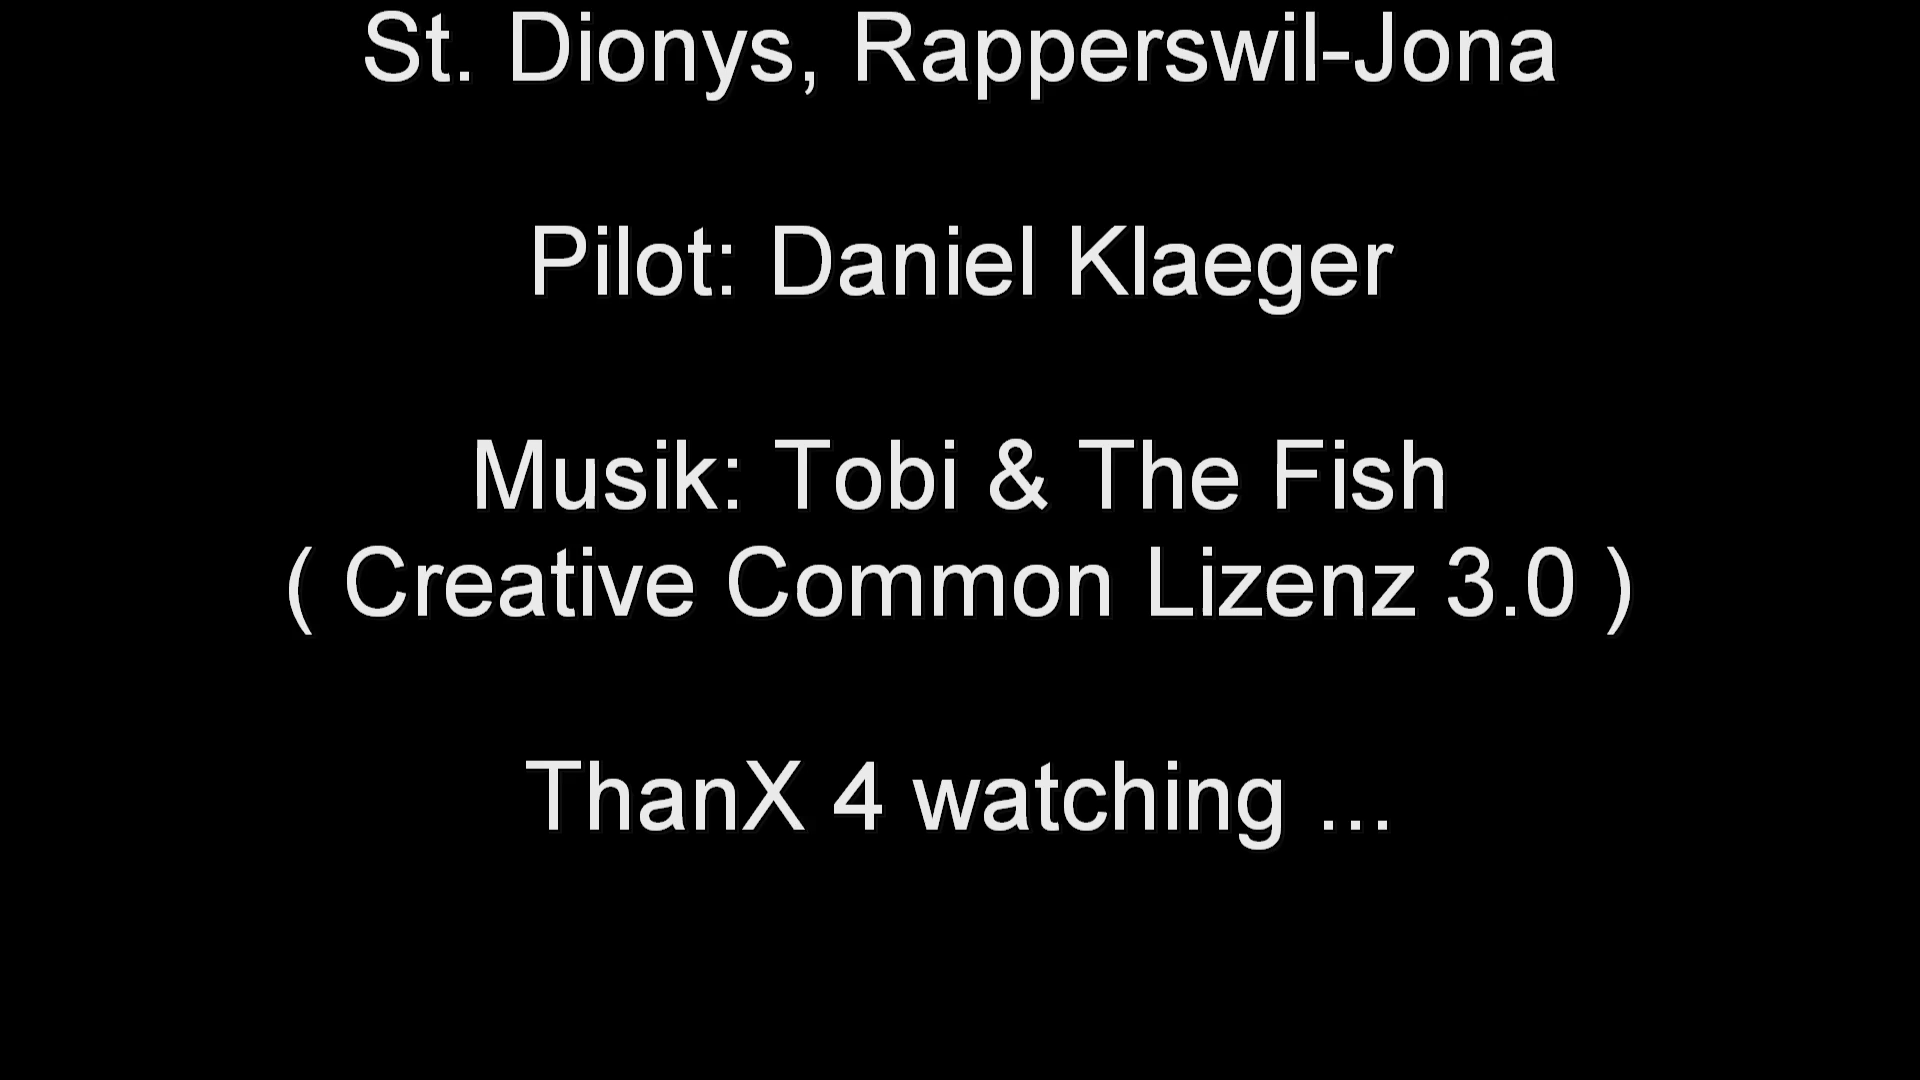 St. Dionys, Rapperswil-Jona
Pilot: Daniel Klaeger
Musik: Tobi & The Fish
( Creative Common Lizenz 3.0 )
ThanX 4 watching ...